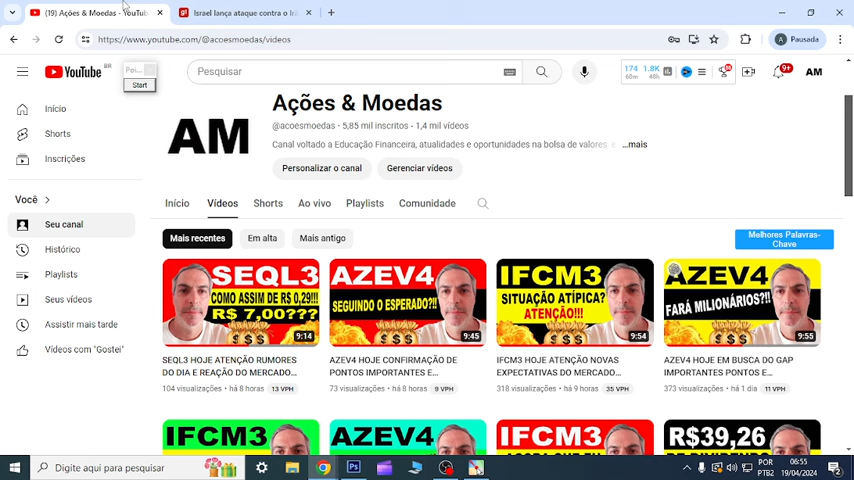 (19) Ações & Moedas - YouTub
Israel lança ataque contra o Irã
https://www.youtube.com/@acoesmoedas/videos
Pausada
YouTube BR
Poi...
Start
Pesquisar
174 1.8K
60m 48h
9+
AM
Início
Shorts
Inscrições
Você
Seu canal
Histórico
Playlists
Seus vídeos
Assistir mais tarde
Vídeos com "Gostei"
AM
Ações & Moedas
@acoesmoedas • 5,85 mil inscritos • 1,4 mil vídeos
Canal voltado a Educação Financeira, atualidades e oportunidades na bolsa de valores e ...mais
Personalizar o canal
Gerenciar vídeos
Início Vídeos Shorts Ao vivo Playlists Comunidade
Mais recentes Em alta Mais antigo
Melhores Palavras-
Chave
SEQL3
COMO ASSIM DE R$ 0,29!!!
R$ 7,00???
9:14
SEQL3 HOJE ATENÇÃO RUMORES
DO DIA E REAÇÃO DO MERCADO...
104 visualizações • há 8 horas 13 VPH
AZEV4
SEGUINDO O ESPERADO?!!
9:45
AZEV4 HOJE CONFIRMAÇÃO DE
PONTOS IMPORTANTES E...
73 visualizações • há 8 horas 9 VPH
IFCM3
SITUAÇÃO ATÍPICA?
ATENÇÃO!!!
9:54
IFCM3 HOJE ATENÇÃO NOVAS
EXPECTATIVAS DO MERCADO...
318 visualizações • há 9 horas 35 VPH
AZEV4
FARÁ MILIONÁRIOS?!!
9:55
AZEV4 HOJE EM BUSCA DO GAP
IMPORTANTES PONTOS E...
373 visualizações • há 1 dia 11 VPH
IFCM3
AZEV4
IFCM3
R$39,26
Digite aqui para pesquisar
POR
PTB2
06:55
19/04/2024
2